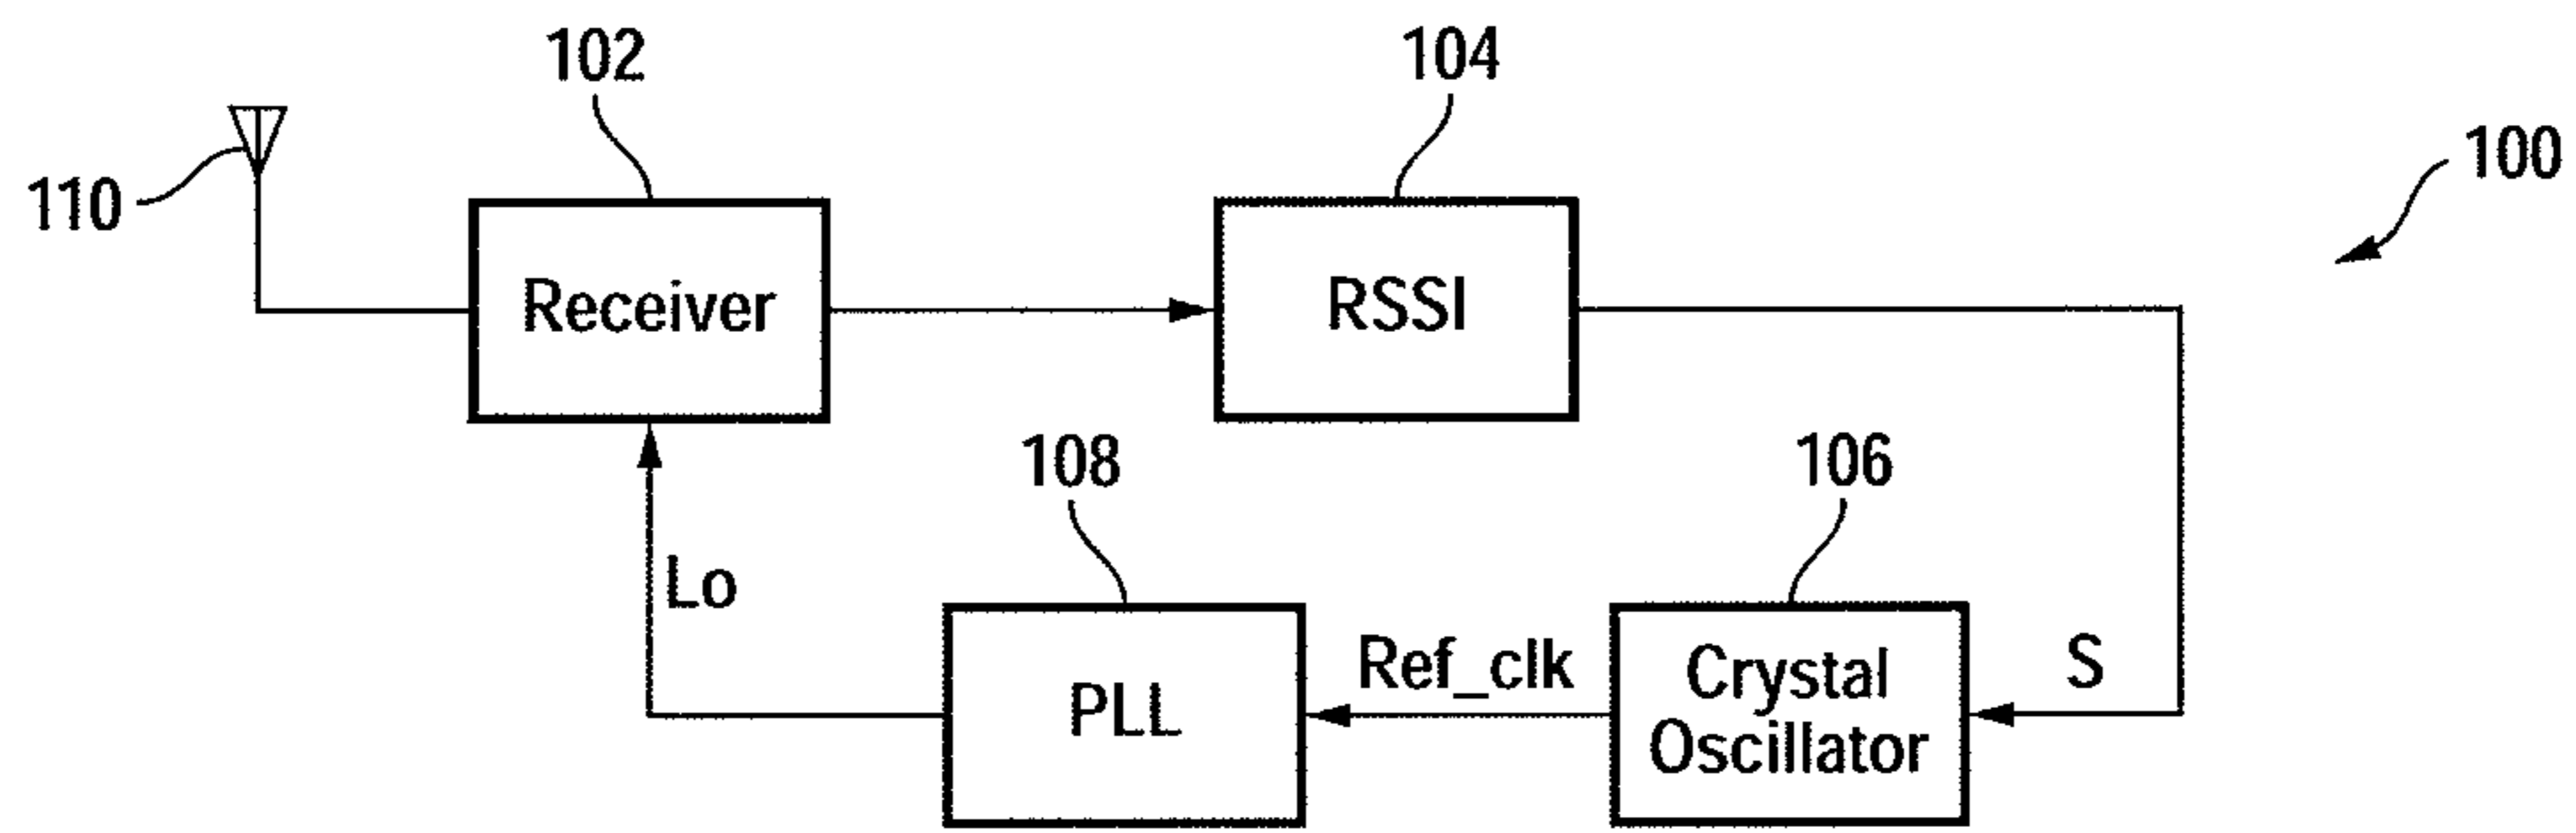 102
104
100
110
Receiver
RSSI
108
106
Lo
Ref_clk
S
PLL
Crystal
Oscillator